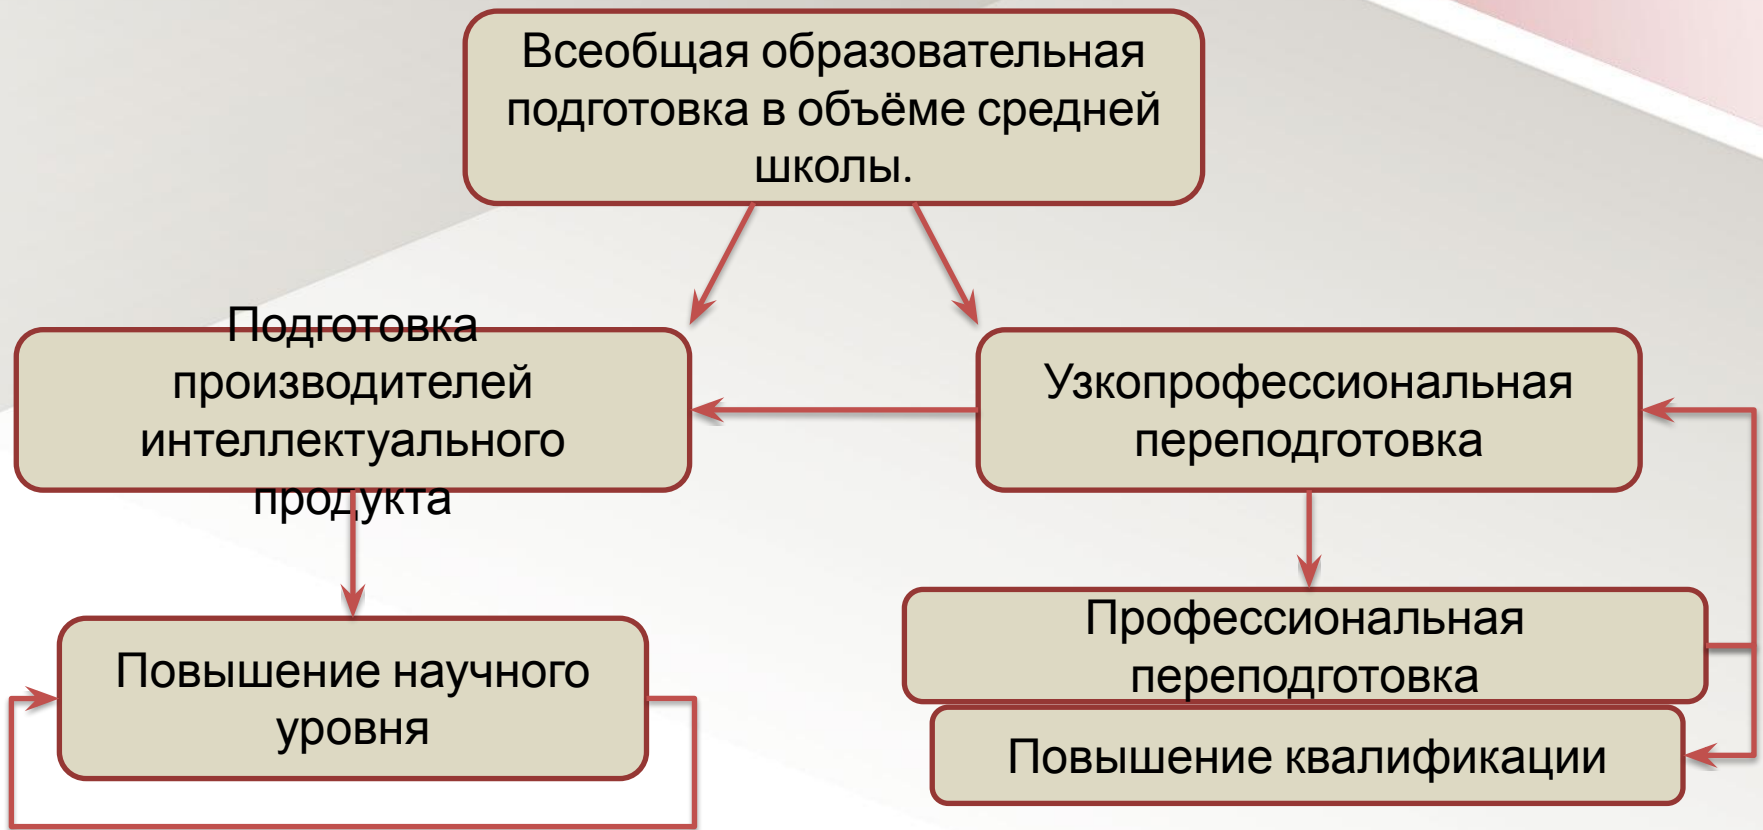 Всеобщая образовательная
подготовка в объёме средней
школы.
Подготовка
производителей
интеллектуального
продукта
Узкопрофессиональная
переподготовка
Повышение научного
уровня
Профессиональная
переподготовка
Повышение квалификации